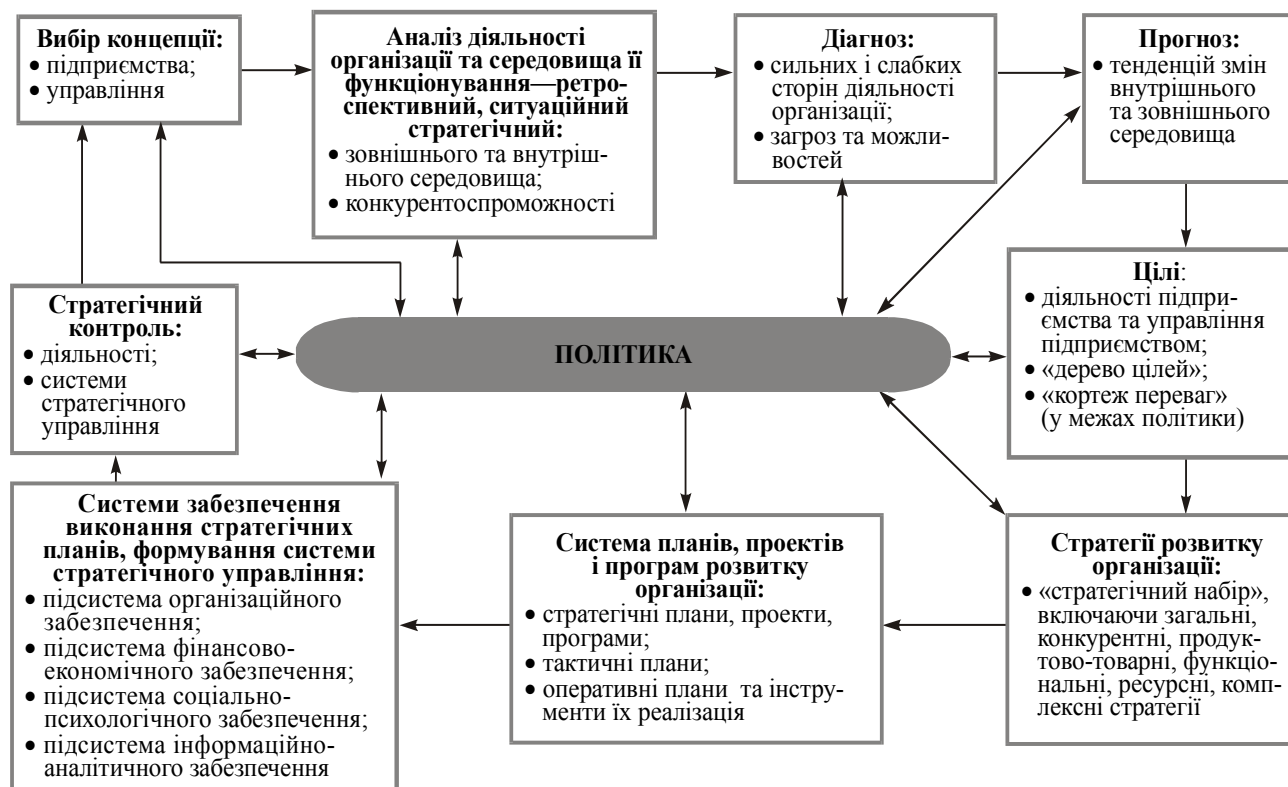 Вибір концепції:
• підприємства;
• управління
Аналіз діяльності
організації та середовища її
функціонування—ретро-
спективний, ситуаційний
стратегічний:
• зовнішнього та внутріш-
нього середовища;
• конкурентоспроможності
Діагноз:
• сильних і слабких
сторін діяльності
організації;
• загроз та можли-
востей
Прогноз:
• тенденцій змін
внутрішнього
та зовнішнього
середовища
Стратегічний
контроль:
• діяльності;
• системи
стратегічного
управління
ПОЛІТИКА
Цілі:
• діяльності підпри-
ємства та управління
підприємством;
• «дерево цілей»;
• «кортеж переваг»
(у межах політики)
Системи забезпечення
виконання стратегічних
планів, формування системи
стратегічного управління:
• підсистема організаційного
забезпечення;
• підсистема фінансово-
економічного забезпечення;
• підсистема соціально-
психологічного забезпечення;
• підсистема інформаційно-
аналітичного забезпечення
Система планів, проектів
і програм розвитку
організації:
• стратегічні плани, проекти,
програми;
• тактичні плани;
• оперативні плани та інстру-
менти їх реалізація
Стратегії розвитку
організації:
• «стратегічний набір»,
включаючи загальні,
конкурентні, продук-
тово-товарні, функціо-
нальні, ресурсні, комп-
лексні стратегії